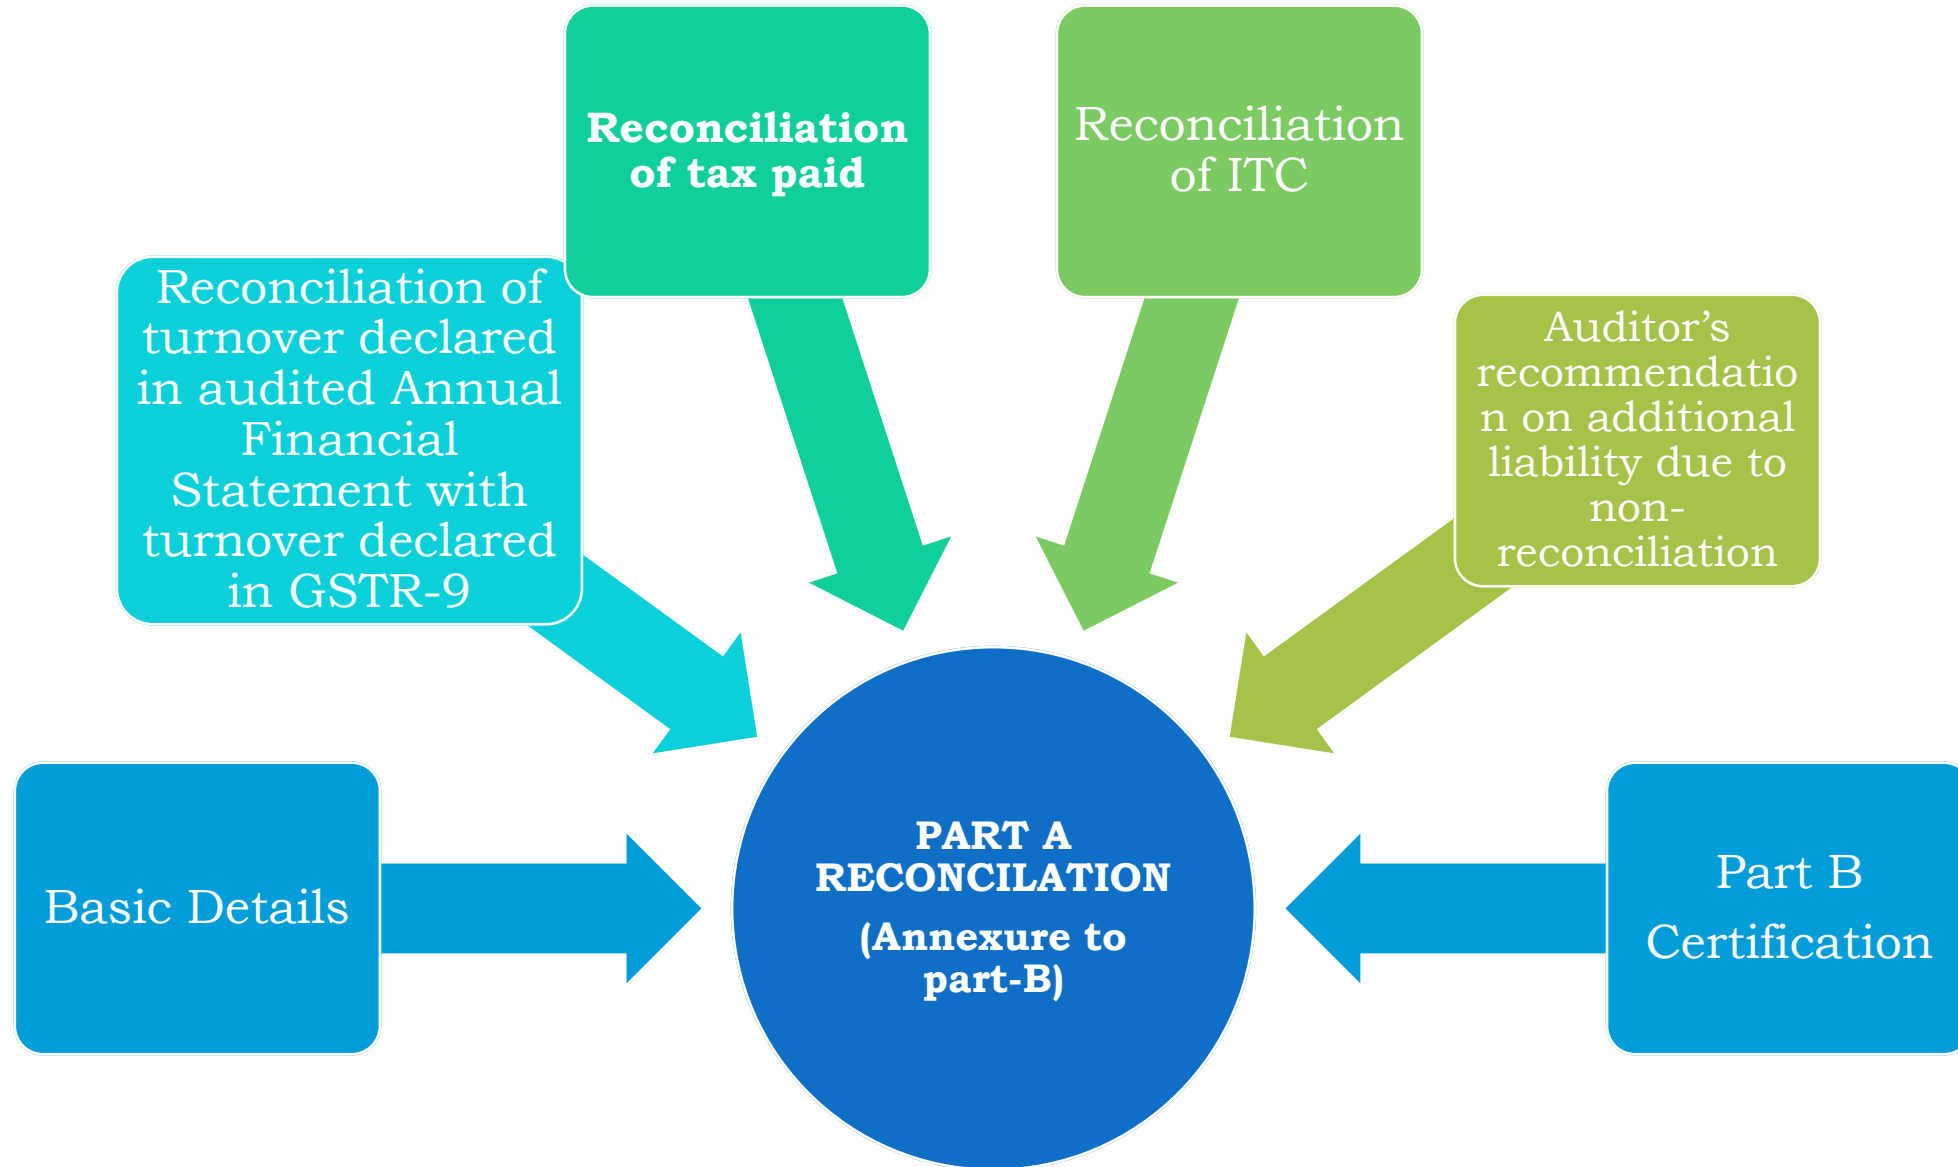 Reconciliation
of tax paid
Reconciliation
of ITC
Reconciliation of
turnover declared
in audited Annual
Financial
Statement with
turnover declared
in GSTR-9
Auditor’s
recommendatio
n on additional
liability due to
non-
reconciliation
Basic Details
PART A
RECONCILATION
(Annexure to
part-B)
Part B
Certification